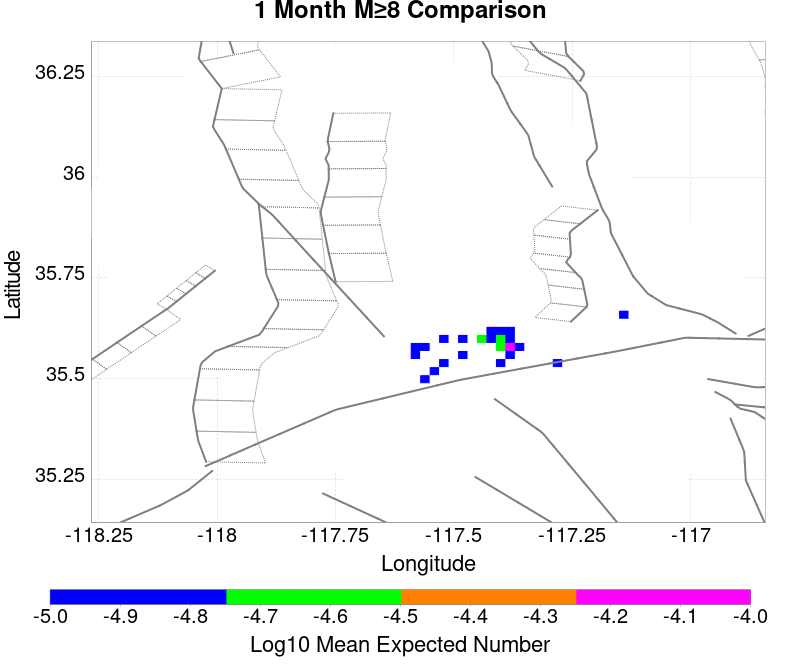 1 Month M≥8 Comparison
36.25
36
35.75
35.5
35.25
Latitude
-118.25 -118 -117.75 -117.5 -117.25 -117
Longitude
-5.0 -4.9 -4.8 -4.7 -4.6 -4.5 -4.4 -4.3 -4.2 -4.1 -4.0
Log10 Mean Expected Number